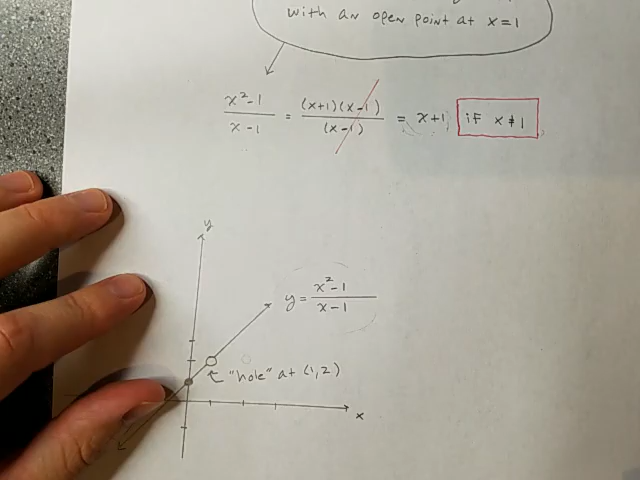 with an open point at x=1
x²-1 / x-1 = (x+1)(x-1) / (x-1) = x+1 if x≠1
y
y = x²-1 / x-1
"hole" at (1,2)
x